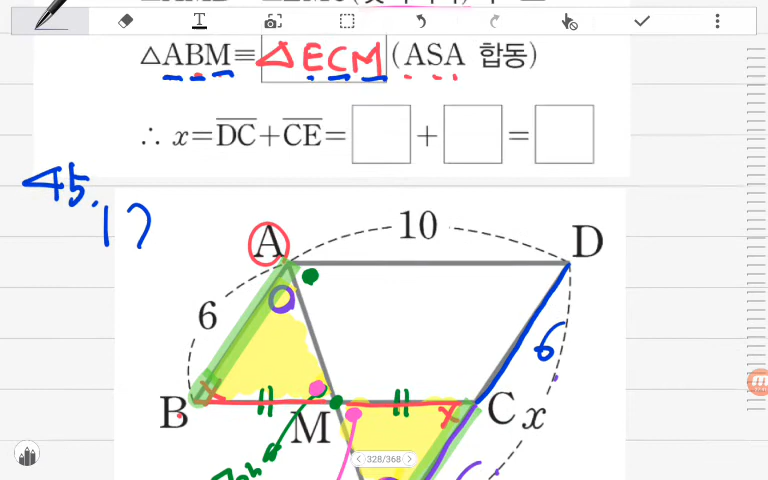 △ABM≡△ECM(ASA 합동)
∴ x=DC+CE= + =
45.17
A
10
D
6
6
B
M
C
x
328/368